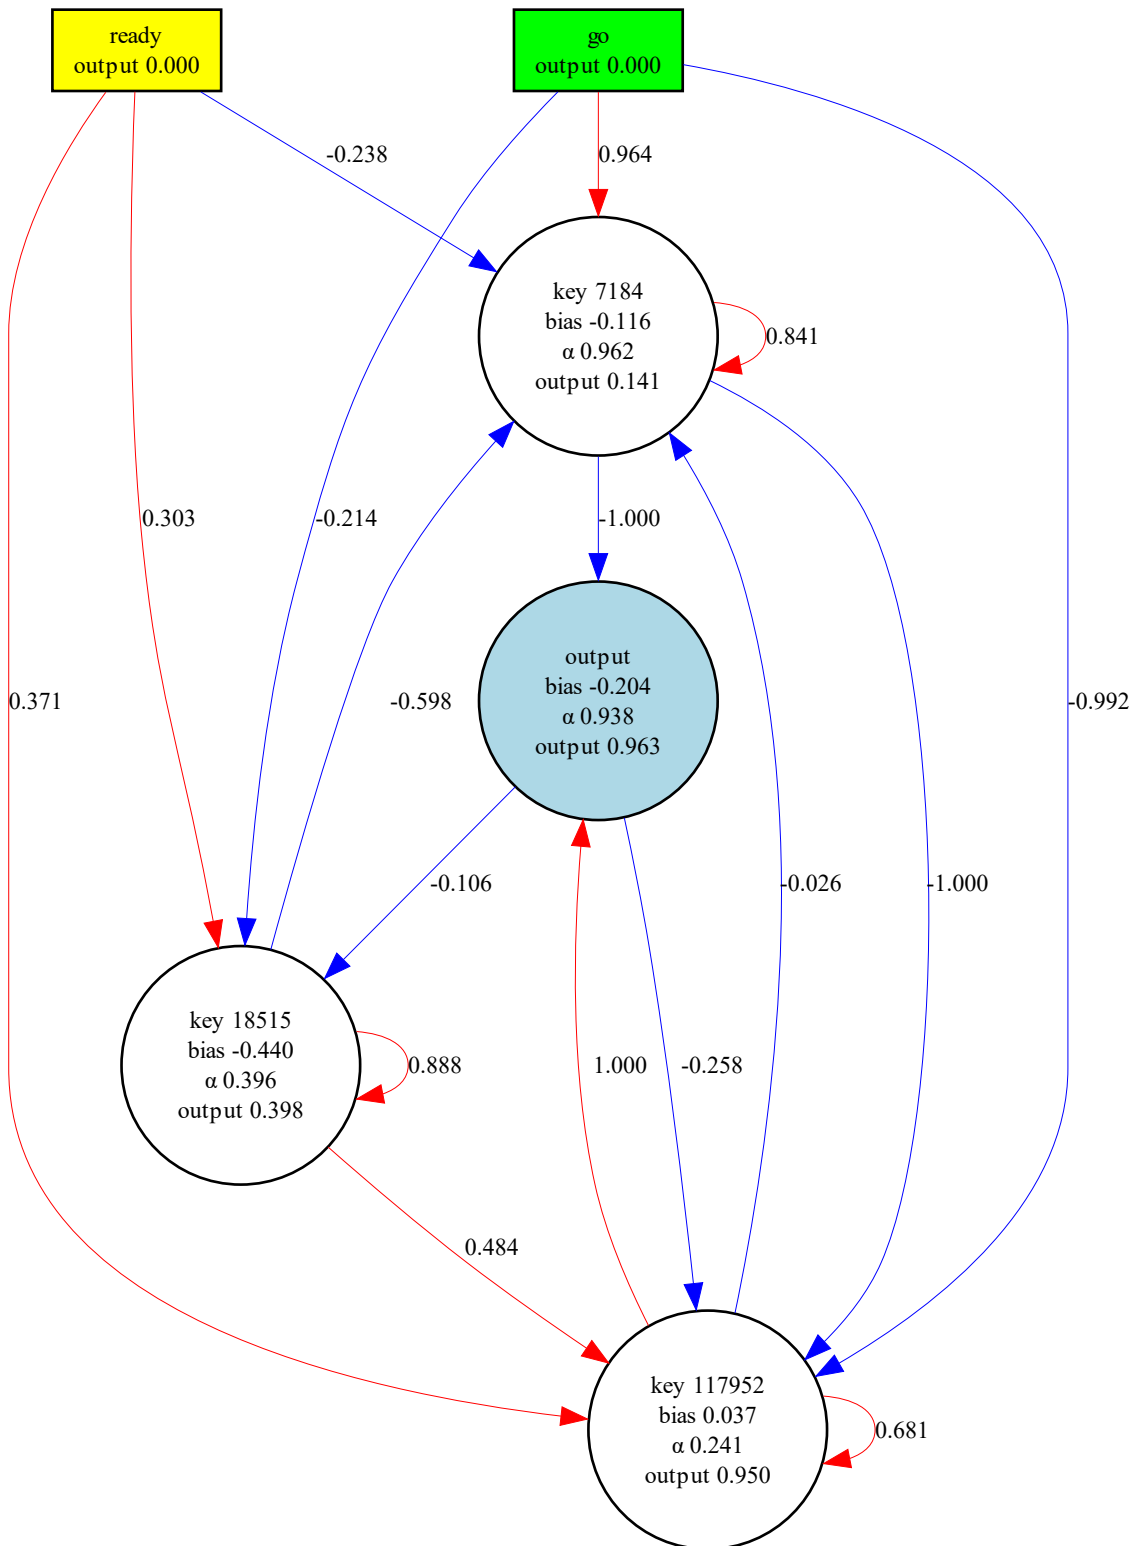 ready
output 0.000
go
output 0.000
-0.238
0.964
key 7184
bias -0.116
α 0.962
output 0.141
0.841
0.303
-0.214
-1.000
output
bias -0.204
α 0.938
output 0.963
0.371
-0.598
-0.992
-0.106
-0.026
-1.000
key 18515
bias -0.440
α 0.396
output 0.398
0.888
1.000
-0.258
0.484
key 117952
bias 0.037
α 0.241
output 0.950
0.681